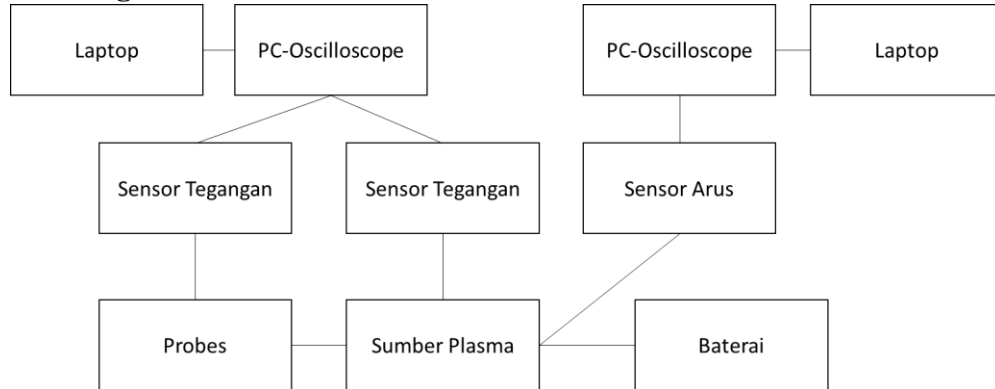 Laptop
PC-Oscilloscope
PC-Oscilloscope
Laptop
Sensor Tegangan
Sensor Tegangan
Sensor Arus
Probes
Sumber Plasma
Baterai